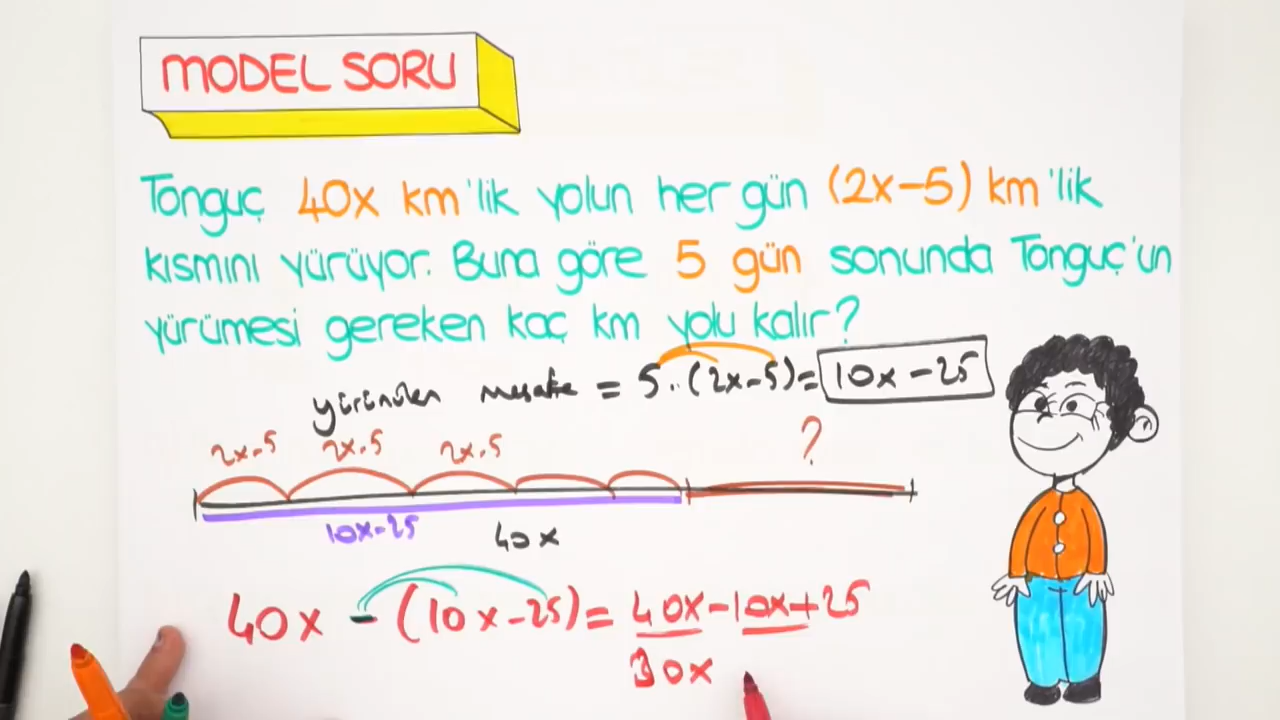 MODEL SORU
Tonguç 40x km'lik yolun her gün (2x-5) km'lik
kısmını yürüyor. Buna göre 5 gün sonunda Tonguç'un
yürümesi gereken kaç km yolu kalır?
yürünülen mesafe = 5.(2x-5)= 10x-25
2x-5 2x-5 2x-5 ?
10x-25 40x
40x - (10x-25)= 40x-10x+25
30x